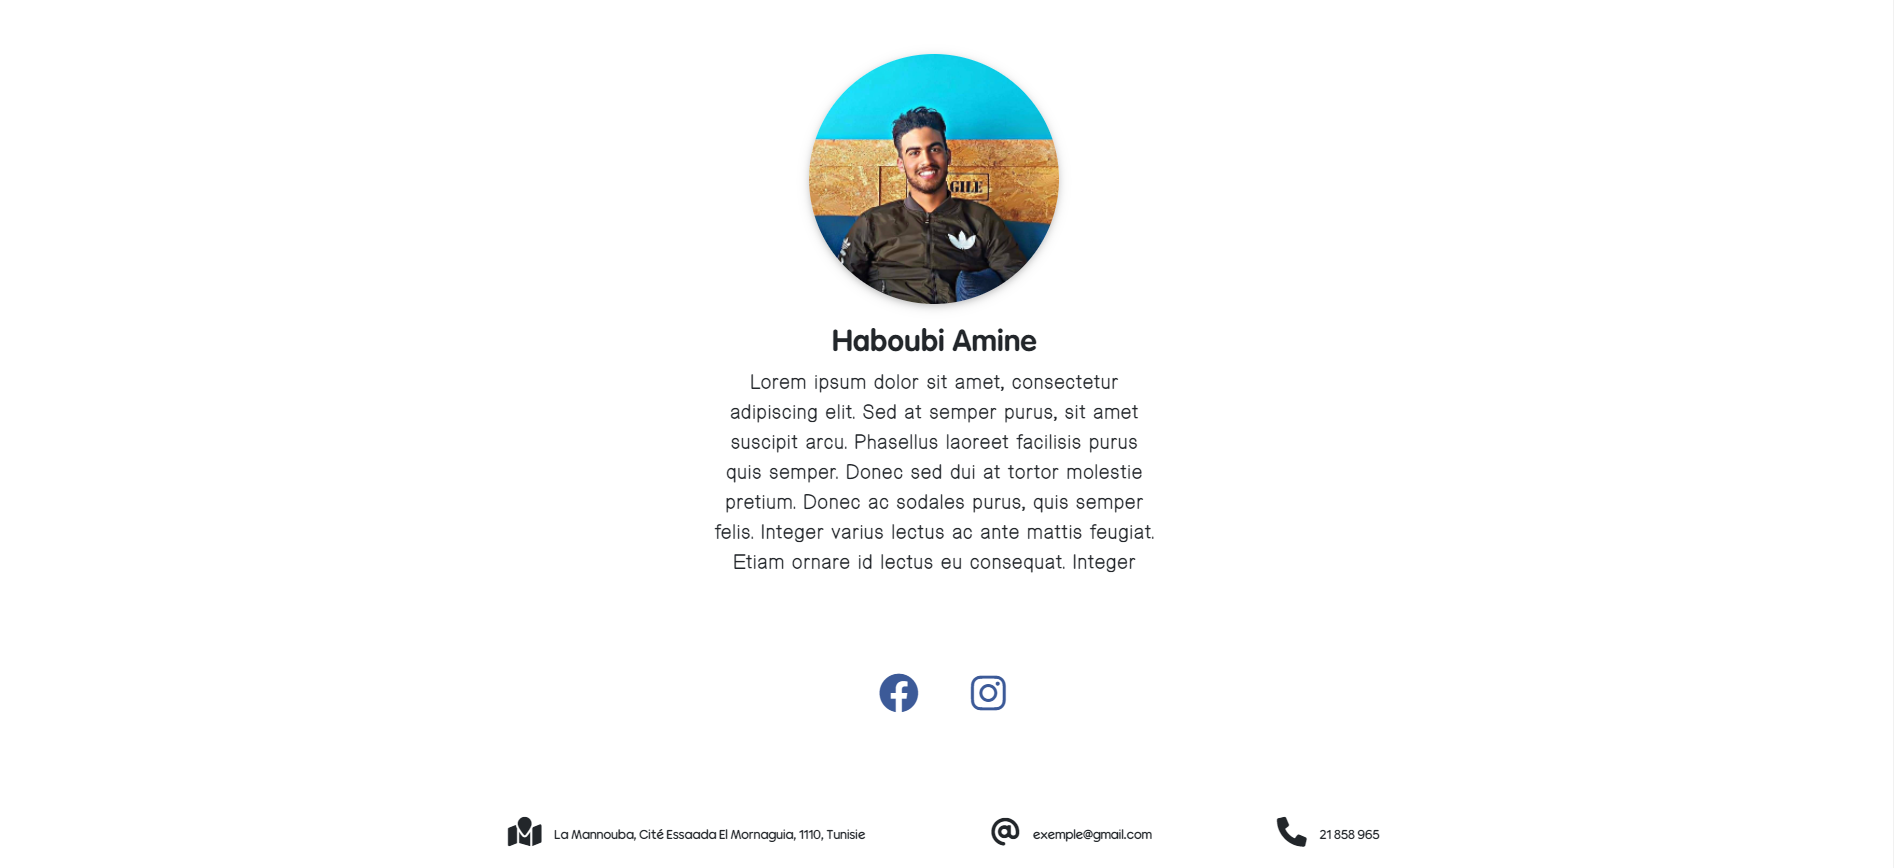 GILE
Haboubi Amine
Lorem ipsum dolor sit amet, consectetur
adipiscing elit. Sed at semper purus, sit amet
suscipit arcu. Phasellus laoreet facilisis purus
quis semper. Donec sed dui at tortor molestie
pretium. Donec ac sodales purus, quis semper
felis. Integer varius lectus ac ante mattis feugiat.
Etiam ornare id lectus eu consequat. Integer
La Mannouba, Cité Essaada El Mornaguia, 1110, Tunisie
exemple@gmail.com
21 858 965